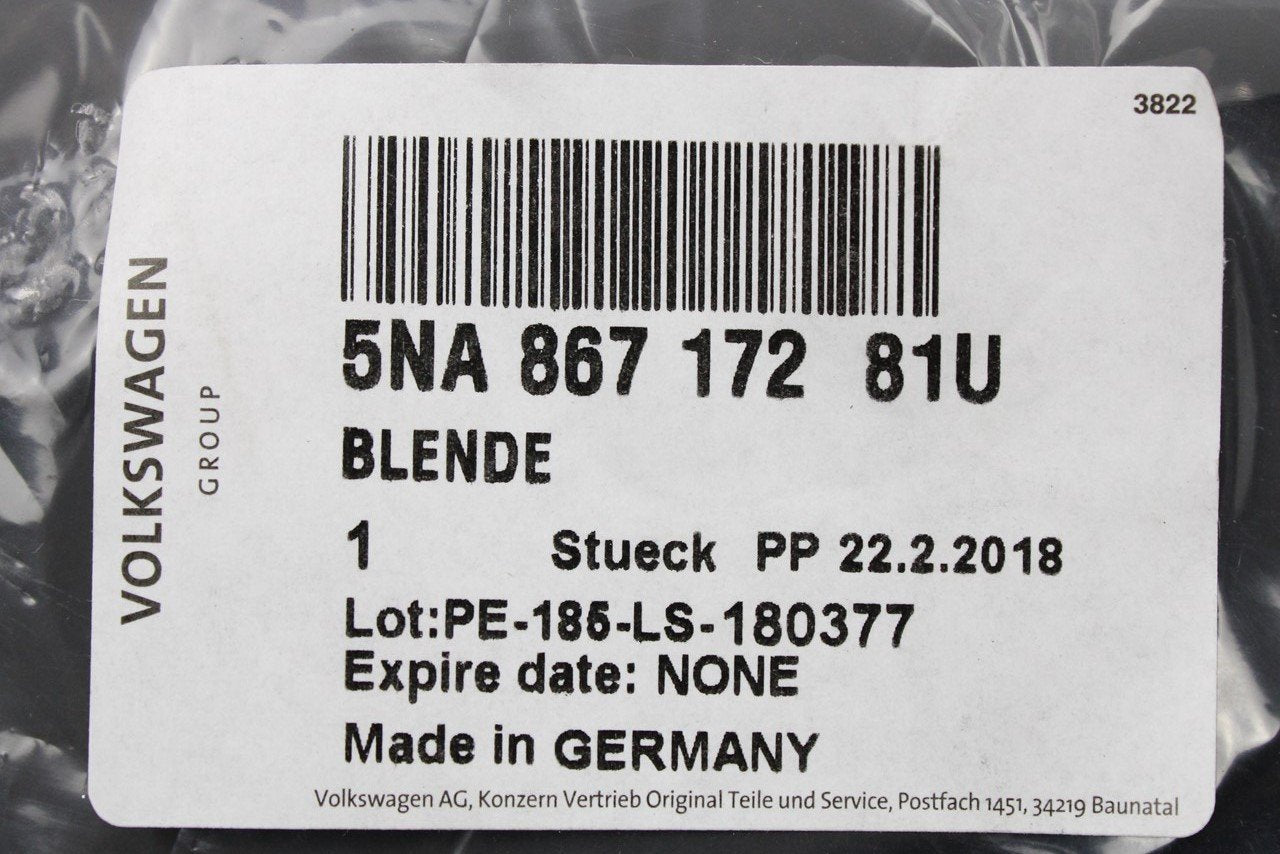 3822
VOLKSWAGEN
GROUP
5NA 867 172 81U
BLENDE
1 Stueck PP 22.2.2018
Lot:PE-185-LS-180377
Expire date: NONE
Made in GERMANY
Volkswagen AG, Konzern Vertrieb Original Teile und Service, Postfach 1451, 34219 Baunatal